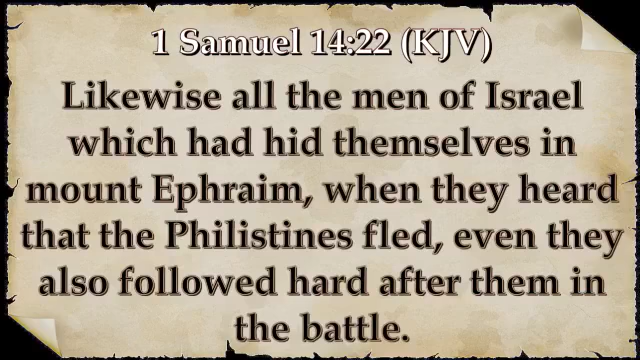 1 Samuel 14:22 (KJV)
Likewise all the men of Israel
which had hid themselves in
mount Ephraim, when they heard
that the Philistines fled, even they
also followed hard after them in
the battle.